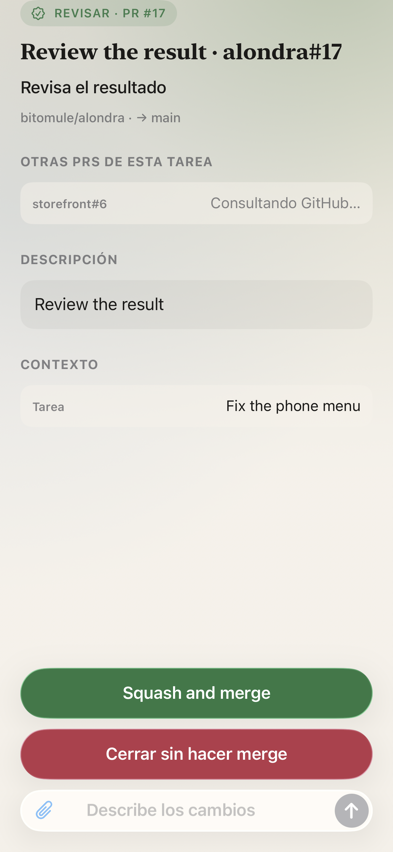 REVISAR · PR #17
Review the result · alondra#17
Revisa el resultado
bitomule/alondra · → main
OTRAS PRS DE ESTA TAREA
storefront#6
Consultando GitHub...
DESCRIPCIÓN
Review the result
CONTEXTO
Tarea
Fix the phone menu
Squash and merge
Cerrar sin hacer merge
Describe los cambios